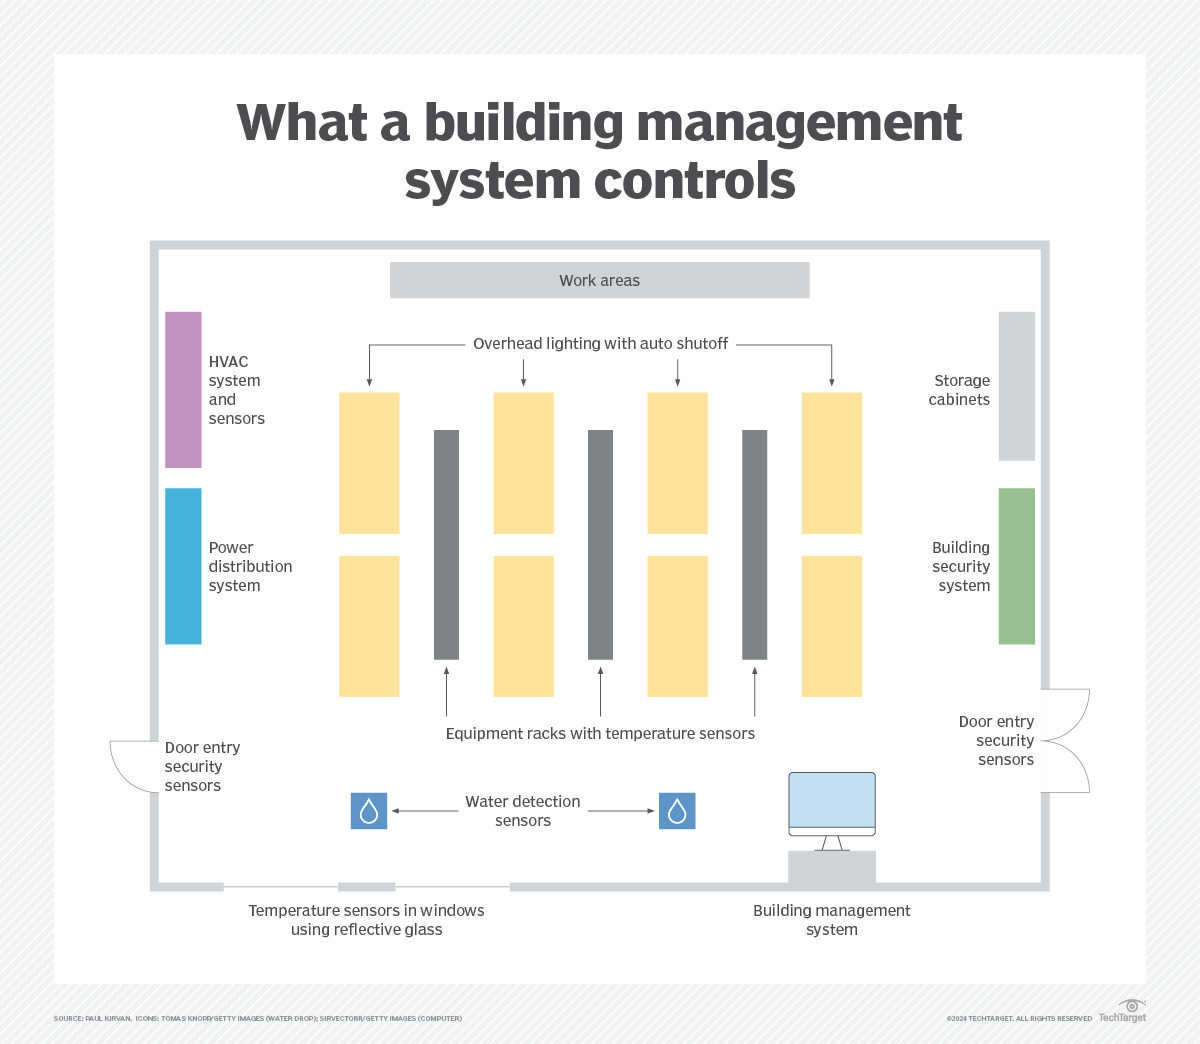 What a building management
system controls
Work areas
Overhead lighting with auto shutoff
HVAC
system
and
sensors
Storage
cabinets
Power
distribution
system
Building
security
system
Equipment racks with temperature sensors
Door entry
security
sensors
Door entry
security
sensors
Water detection
sensors
Temperature sensors in windows
using reflective glass
Building management
system
SOURCE: PAUL KIRVAN. ICONS: TOMAS KNOPP/GETTY IMAGES (WATER DROP); SIRVECTORR/GETTY IMAGES (COMPUTER)
©2024 TECHTARGET. ALL RIGHTS RESERVED
TechTarget